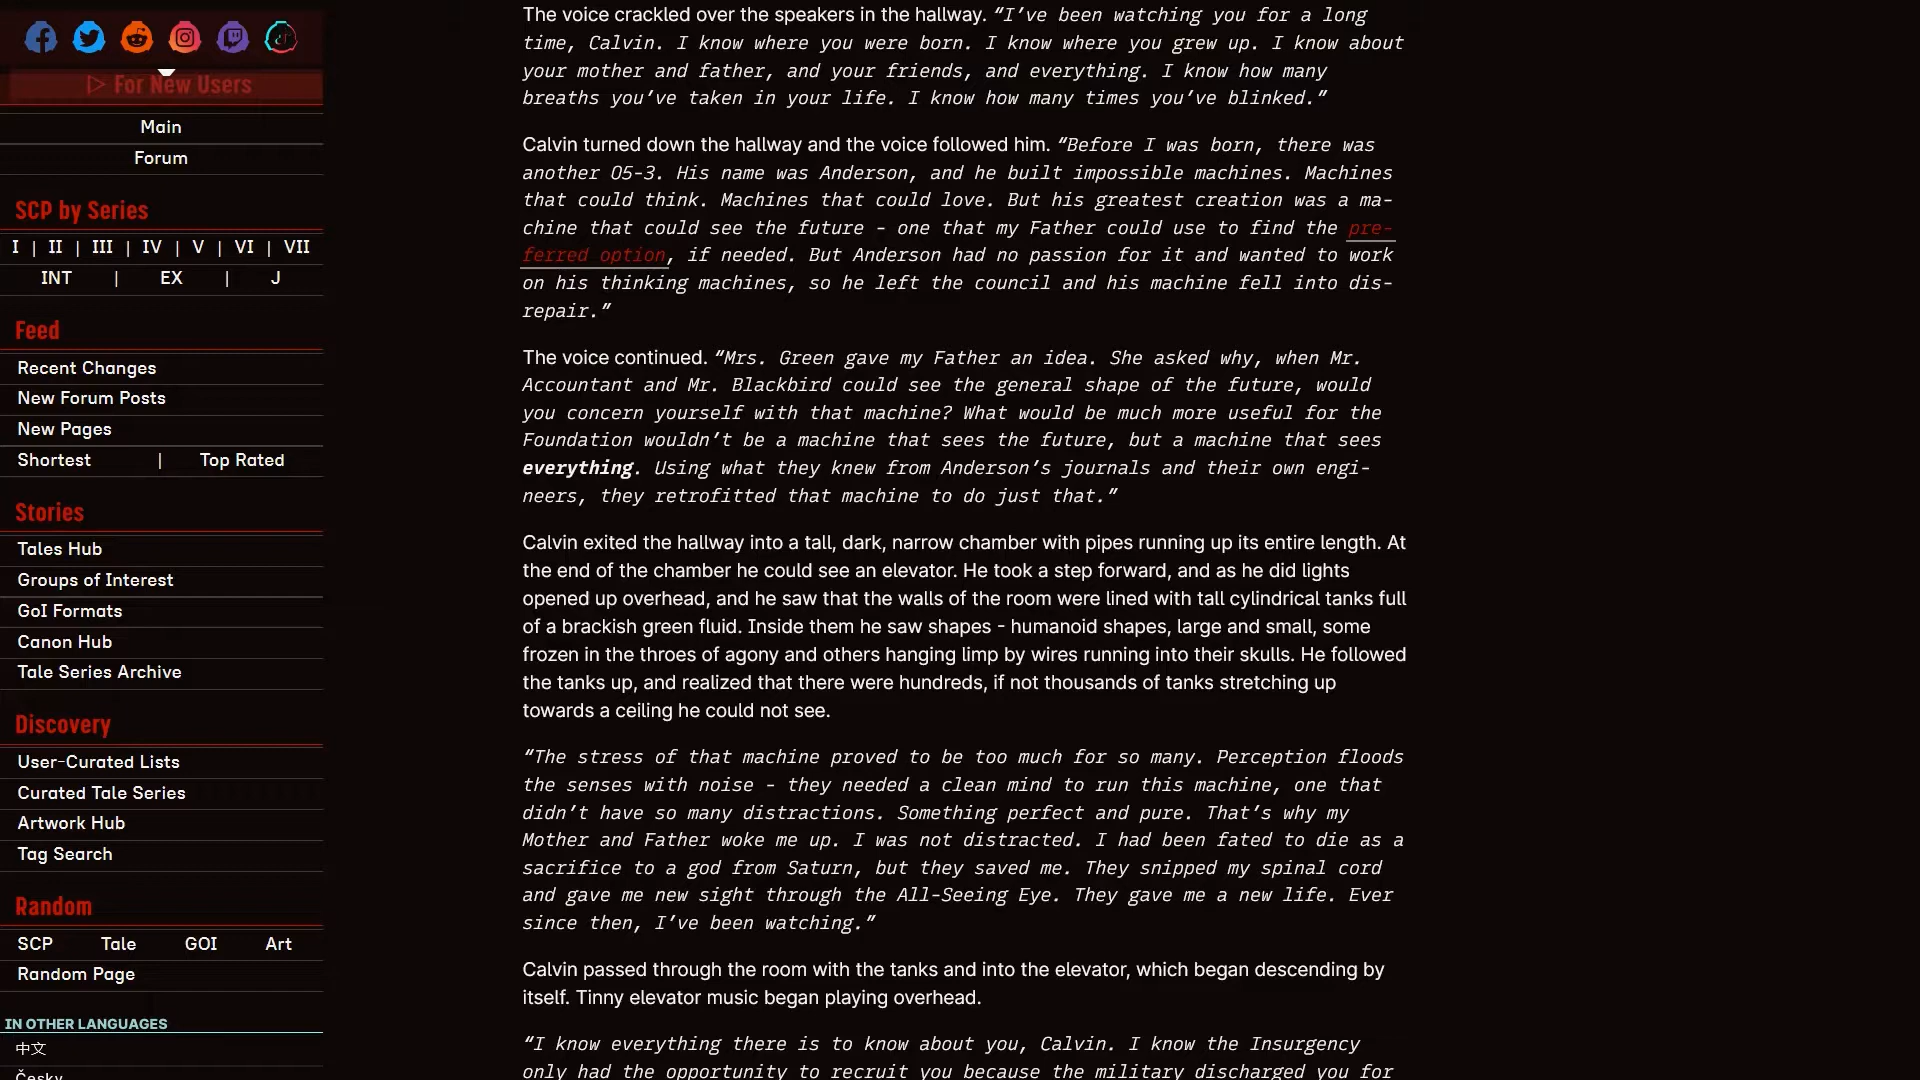 ▷ For New Users
Main
Forum
SCP by Series
I | II | III | IV | V | VI | VII
INT | EX | J
Feed
Recent Changes
New Forum Posts
New Pages
Shortest | Top Rated
Stories
Tales Hub
Groups of Interest
GoI Formats
Canon Hub
Tale Series Archive
Discovery
User-Curated Lists
Curated Tale Series
Artwork Hub
Tag Search
Random
SCP Tale GOI Art
Random Page
IN OTHER LANGUAGES
中文
Česky
The voice crackled over the speakers in the hallway. “I’ve been watching you for a long
time, Calvin. I know where you were born. I know where you grew up. I know about
your mother and father, and your friends, and everything. I know how many
breaths you’ve taken in your life. I know how many times you’ve blinked.”
Calvin turned down the hallway and the voice followed him. “Before I was born, there was
another O5-3. His name was Anderson, and he built impossible machines. Machines
that could think. Machines that could love. But his greatest creation was a ma-
chine that could see the future - one that my Father could use to find the pre-
ferred option, if needed. But Anderson had no passion for it and wanted to work
on his thinking machines, so he left the council and his machine fell into dis-
repair.”
The voice continued. “Mrs. Green gave my Father an idea. She asked why, when Mr.
Accountant and Mr. Blackbird could see the general shape of the future, would
you concern yourself with that machine? What would be much more useful for the
Foundation wouldn’t be a machine that sees the future, but a machine that sees
everything. Using what they knew from Anderson’s journals and their own engi-
neers, they retrofitted that machine to do just that.”
Calvin exited the hallway into a tall, dark, narrow chamber with pipes running up its entire length. At
the end of the chamber he could see an elevator. He took a step forward, and as he did lights
opened up overhead, and he saw that the walls of the room were lined with tall cylindrical tanks full
of a brackish green fluid. Inside them he saw shapes - humanoid shapes, large and small, some
frozen in the throes of agony and others hanging limp by wires running into their skulls. He followed
the tanks up, and realized that there were hundreds, if not thousands of tanks stretching up
towards a ceiling he could not see.
“The stress of that machine proved to be too much for so many. Perception floods
the senses with noise - they needed a clean mind to run this machine, one that
didn’t have so many distractions. Something perfect and pure. That’s why my
Mother and Father woke me up. I was not distracted. I had been fated to die as a
sacrifice to a god from Saturn, but they saved me. They snipped my spinal cord
and gave me new sight through the All-Seeing Eye. They gave me a new life. Ever
since then, I’ve been watching.”
Calvin passed through the room with the tanks and into the elevator, which began descending by
itself. Tinny elevator music began playing overhead.
“I know everything there is to know about you, Calvin. I know the Insurgency
only had the opportunity to recruit you because the military discharged you for